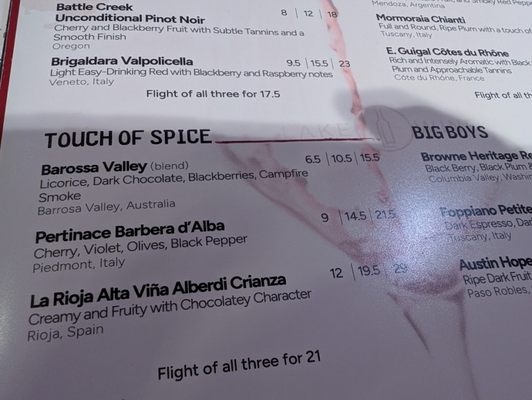 Battle Creek
Unconditional Pinot Noir 8 | 12 | 18
Cherry and Blackberry Fruit with Subtle Tannins and a
Smooth Finish
Oregon
Brigaldara Valpolicella 9.5 | 15.5 | 23
Light Easy-Drinking Red with Blackberry and Raspberry notes
Veneto, Italy
Flight of all three for 17.5
TOUCH OF SPICE
Barossa Valley (blend) 6.5 | 10.5 | 15.5
Licorice, Dark Chocolate, Blackberries, Campfire
Smoke
Barossa Valley, Australia
Pertinace Barbera d'Alba 9 | 14.5 | 21.5
Cherry, Violet, Olives, Black Pepper
Piedmont, Italy
La Rioja Alta Viña Alberdi Crianza 12 | 19.5 | 29
Creamy and Fruity with Chocolatey Character
Rioja, Spain
Flight of all three for 21
Mendoza, Argentina
Mormoraia Chianti
Full and Round, Ripe Plum with a touch of
Tuscany, Italy
E. Guigal Côtes du Rhône
Rich and Intensely Aromatic with Black
Plum and Approachable Tannins
Côte du Rhône, France
Flight of all
BIG BOYS
Browne Heritage Re
Black Berry, Black Plum &
Columbia Valley, Washin
Foppiano Petite
Dark Espresso, Dar
Tuscany, Italy
Austin Hope
Ripe Dark Fruit
Paso Robles,